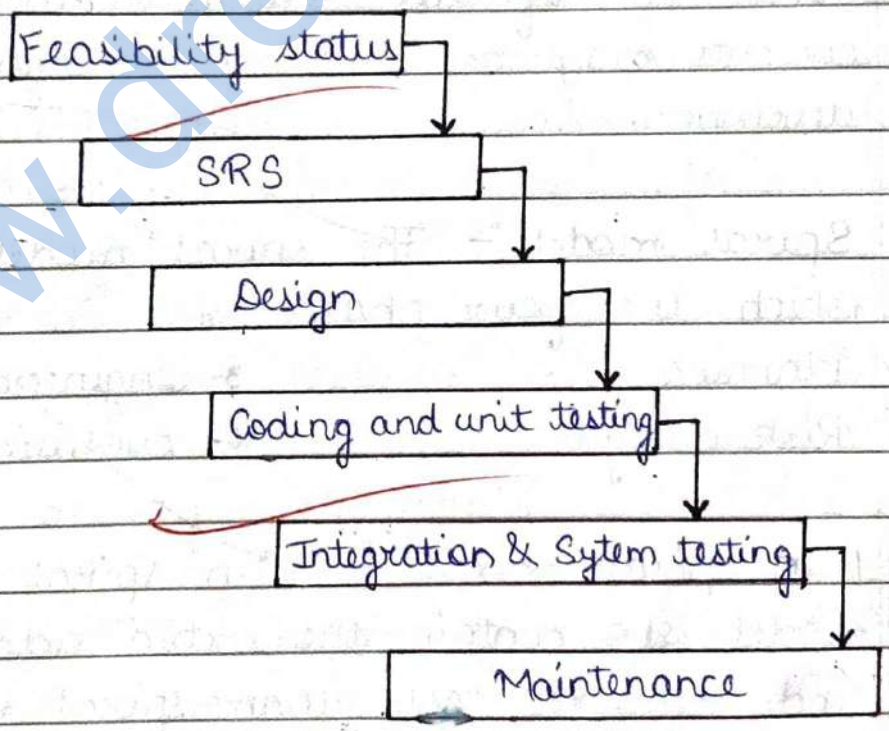 Feasibility status
SRS
Design
Coding and unit testing
Integration & Sytem testing
Maintenance